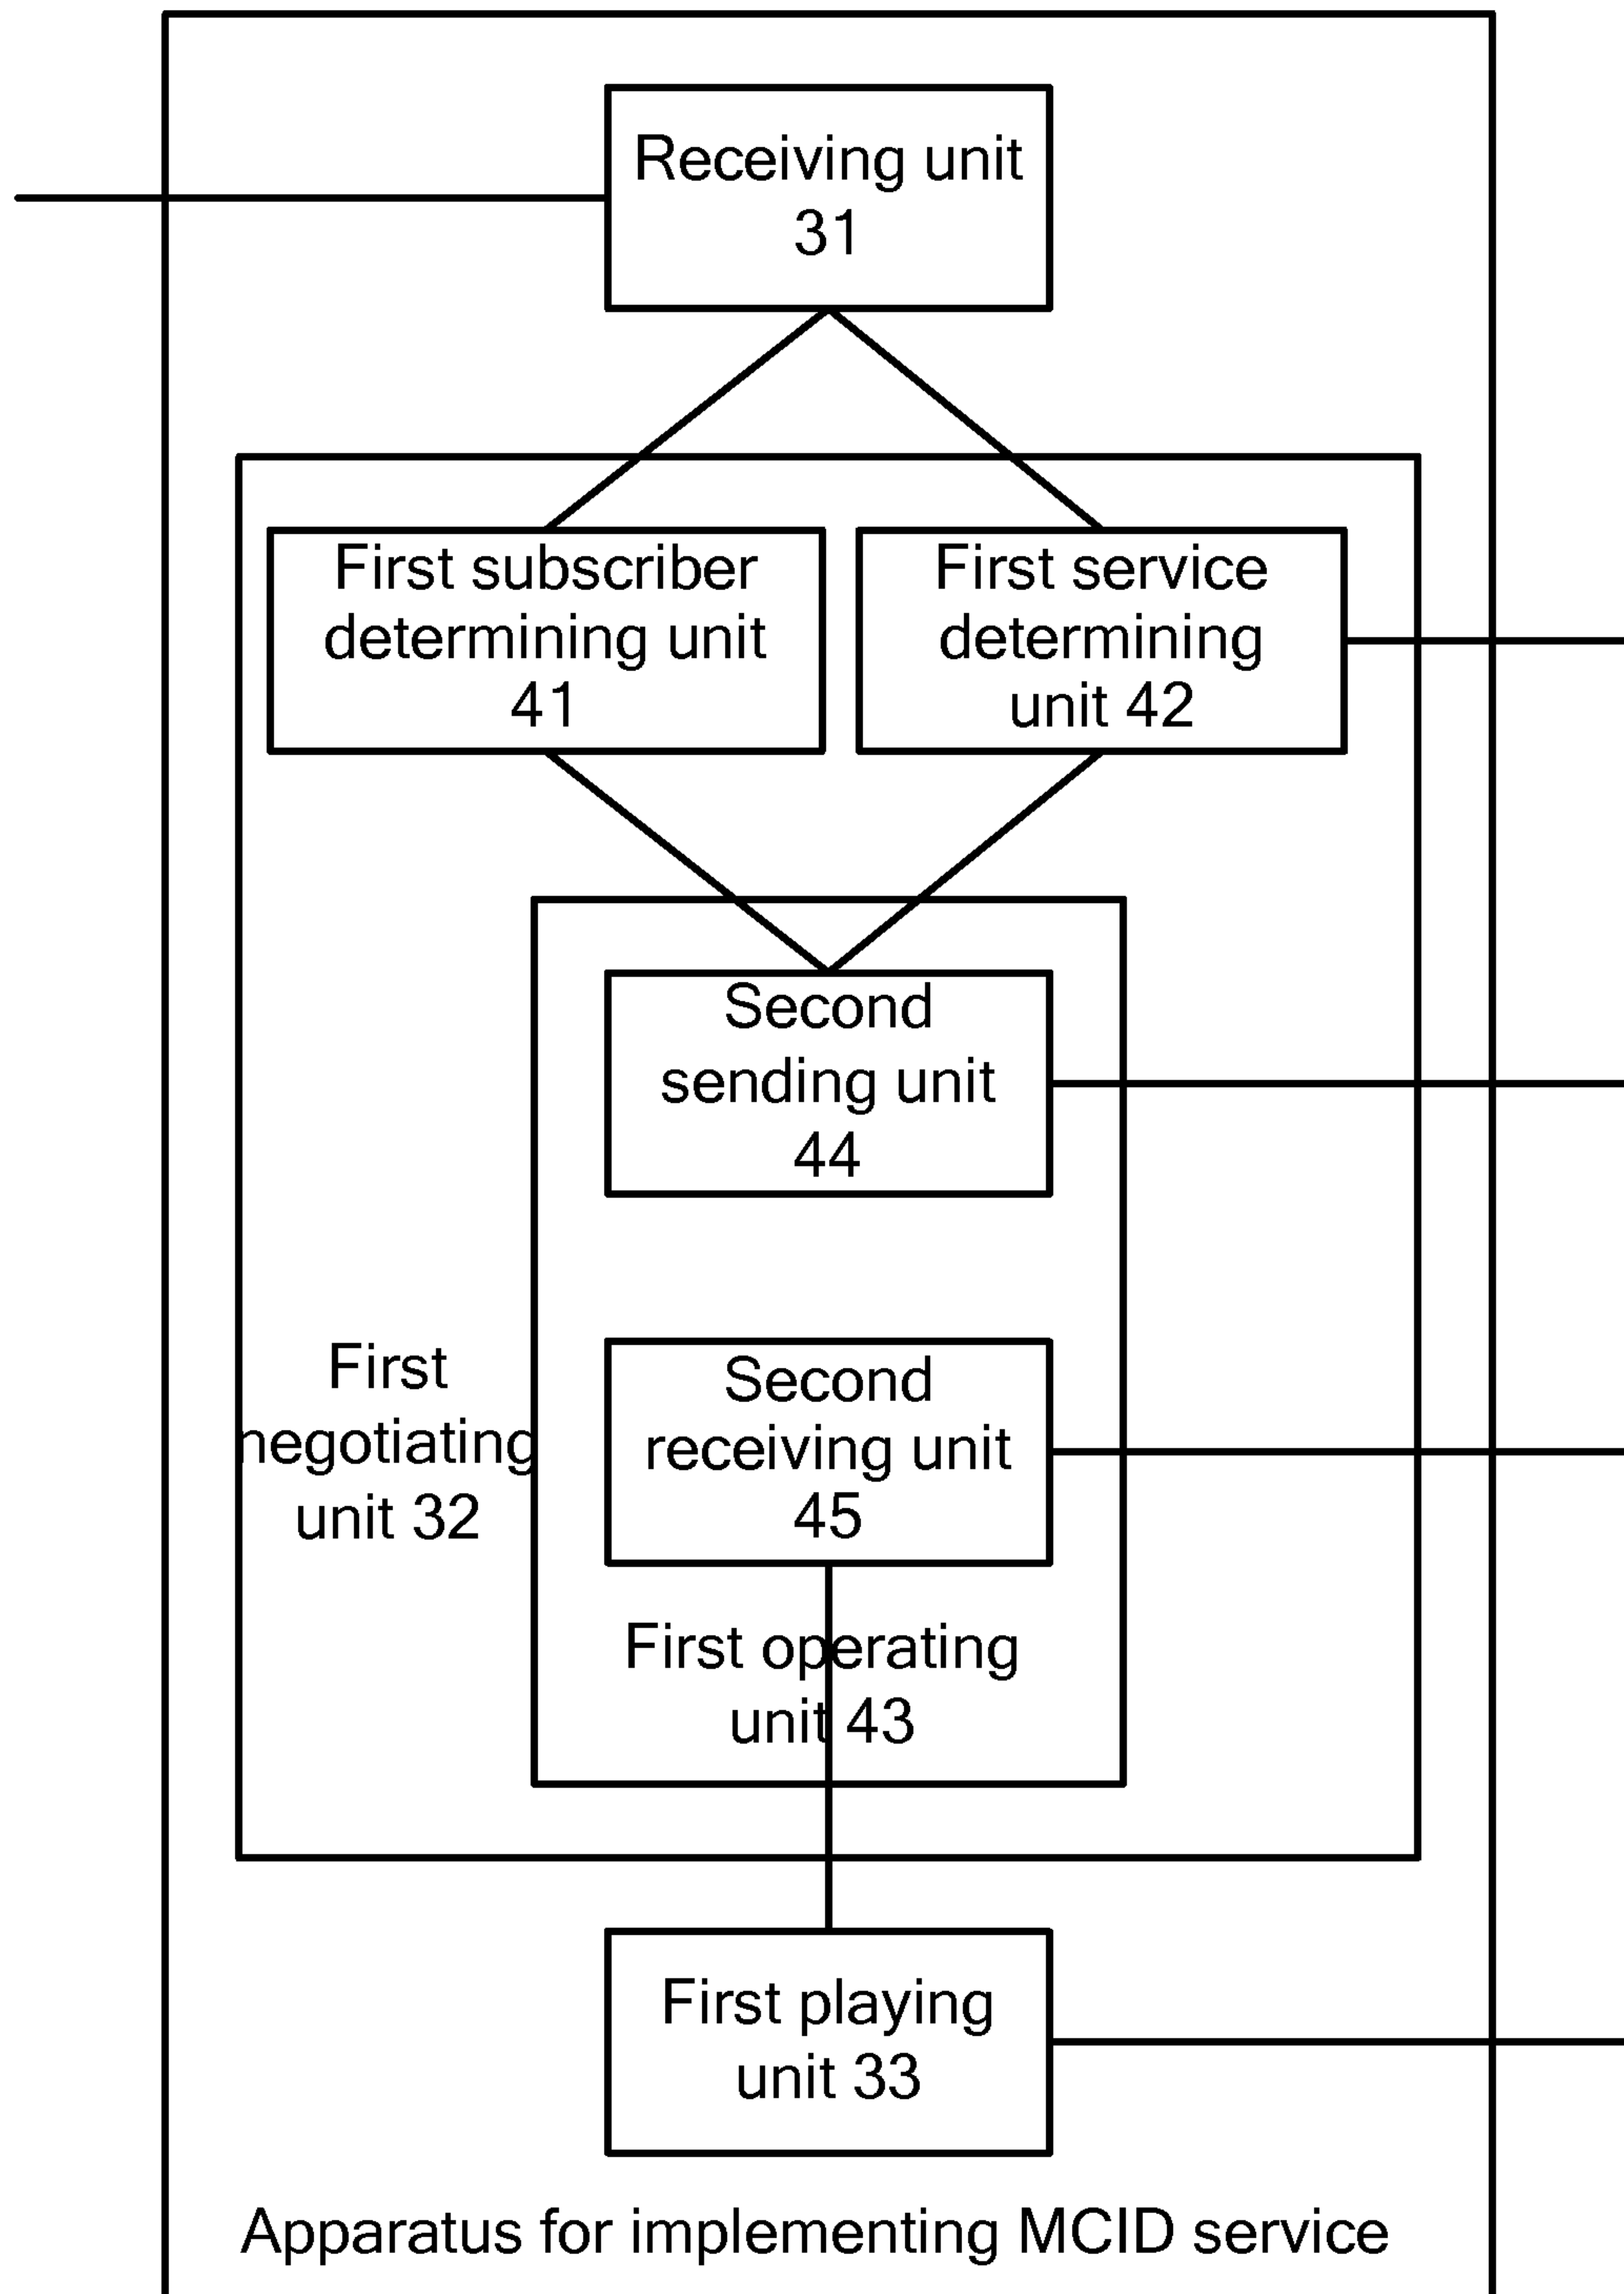 Receiving unit
31
First subscriber
determining unit
41
First service
determining
unit 42
Second
sending unit
44
First
negotiating
unit 32
Second
receiving unit
45
First operating
unit 43
First playing
unit 33
Apparatus for implementing MCID service